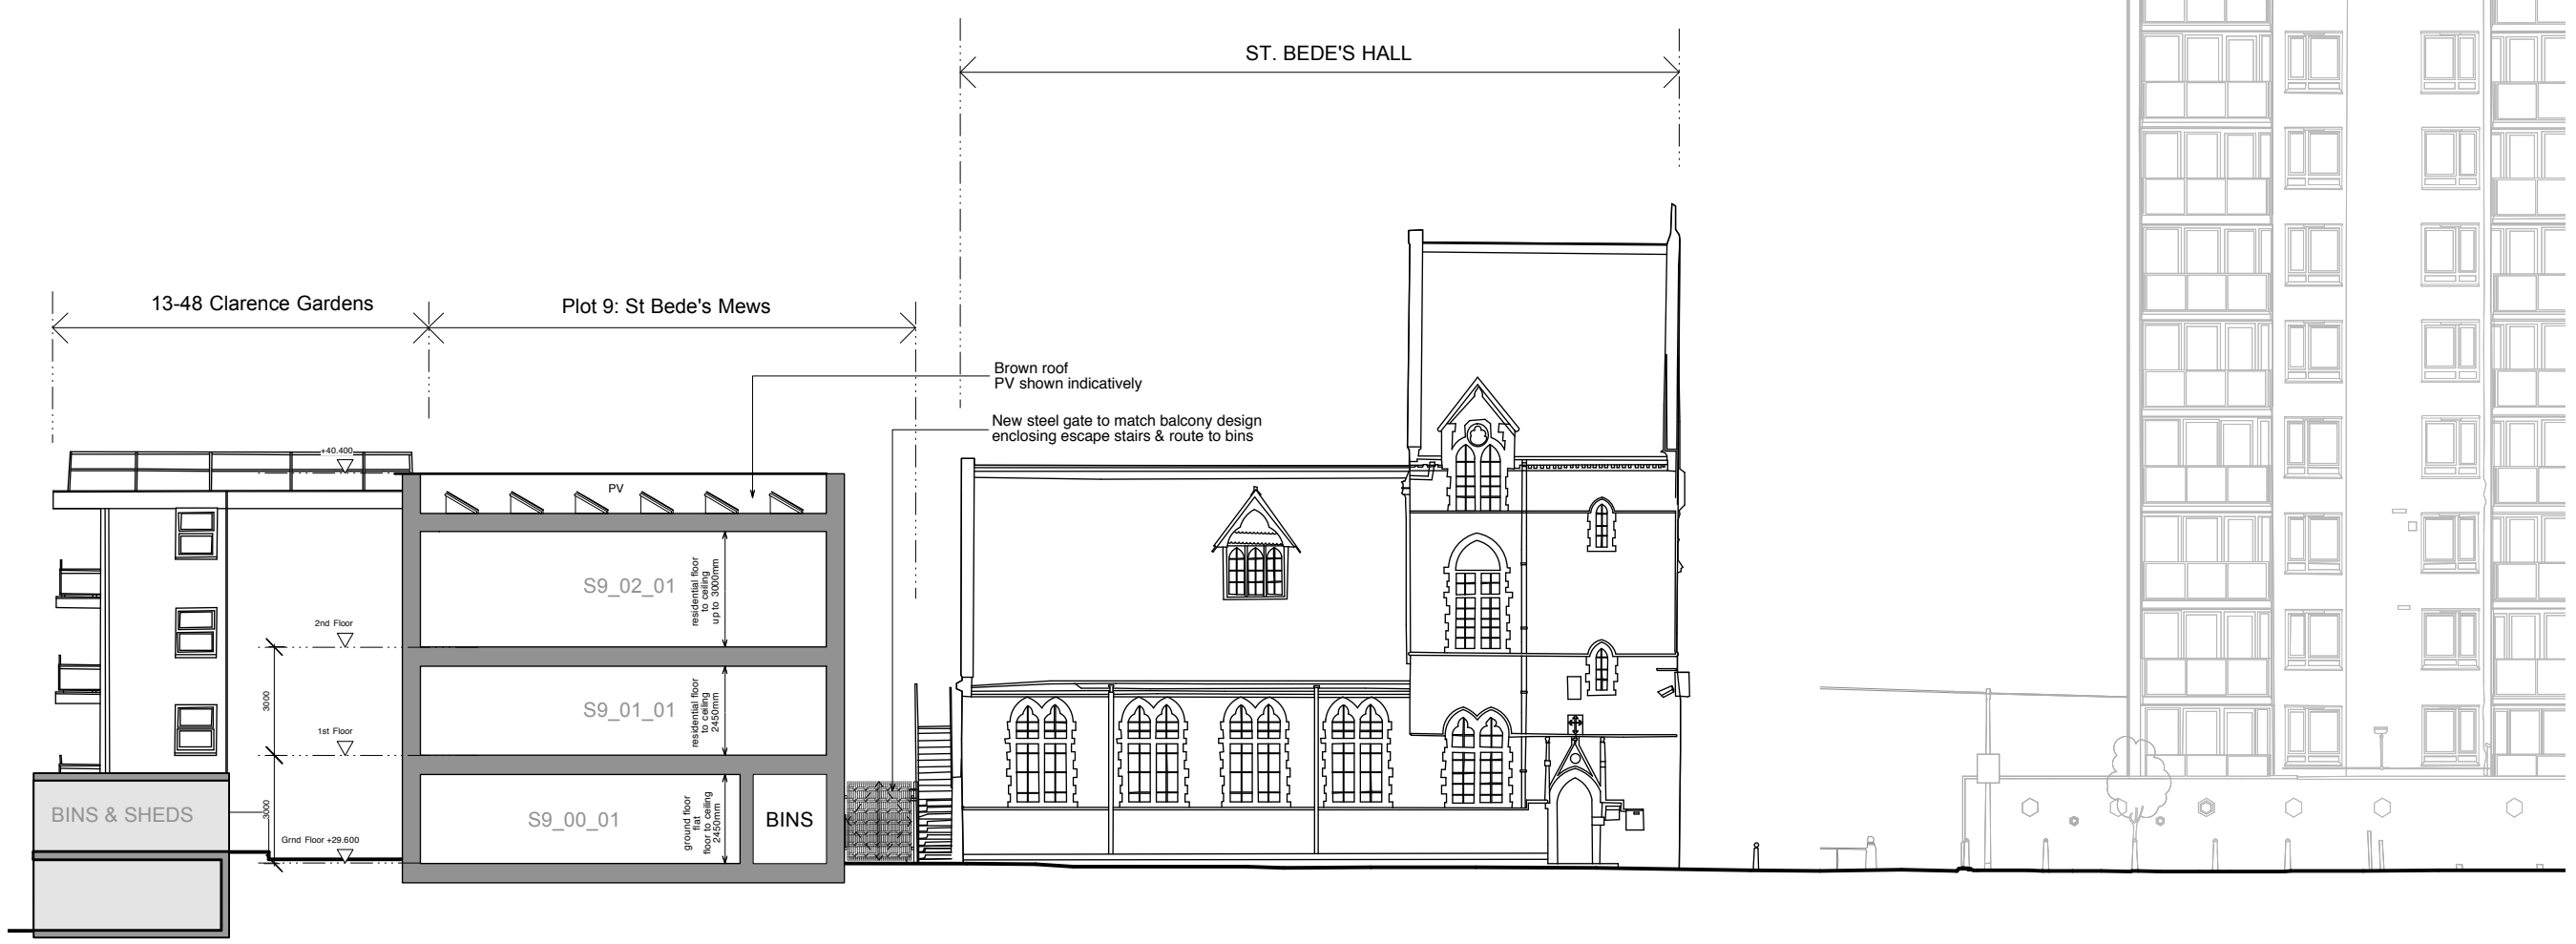 ST. BEDE'S HALL
13-48 Clarence Gardens
Plot 9: St Bede's Mews
Brown roof
PV shown indicatively
New steel gate to match balcony design
enclosing escape stairs & route to bins
+40.400
PV
S9_02_01
residential floor
to ceiling
up to 3000mm
2nd Floor
3000
S9_01_01
residential floor
to ceiling
2450mm
1st Floor
3000
BINS & SHEDS
S9_00_01
ground floor
flat
floor to ceiling
2450mm
BINS
Grnd Floor +29.600